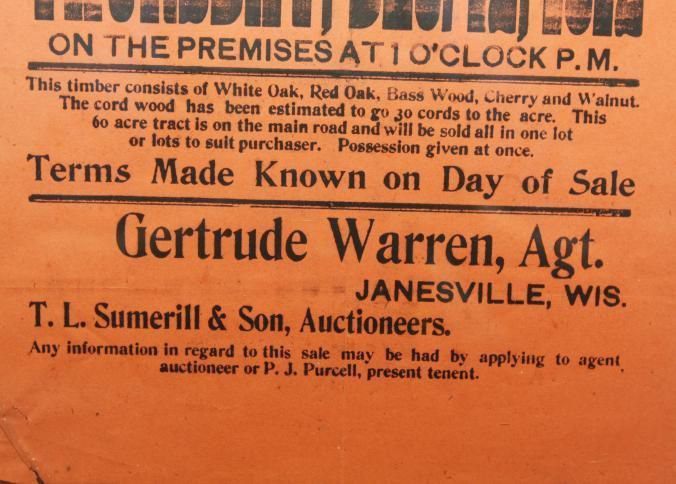 ON THE PREMISES AT 1 O'CLOCK P. M.
This timber consists of White Oak, Red Oak, Bass Wood, Cherry and Walnut.
The cord wood has been estimated to go 30 cords to the acre. This
60 acre tract is on the main road and will be sold all in one lot
or lots to suit purchaser. Possession given at once.
Terms Made Known on Day of Sale
Gertrude Warren, Agt.
JANESVILLE, WIS.
T. L. Sumerill & Son, Auctioneers.
Any information in regard to this sale may be had by applying to agent,
auctioneer or P. J. Purcell, present tenent.